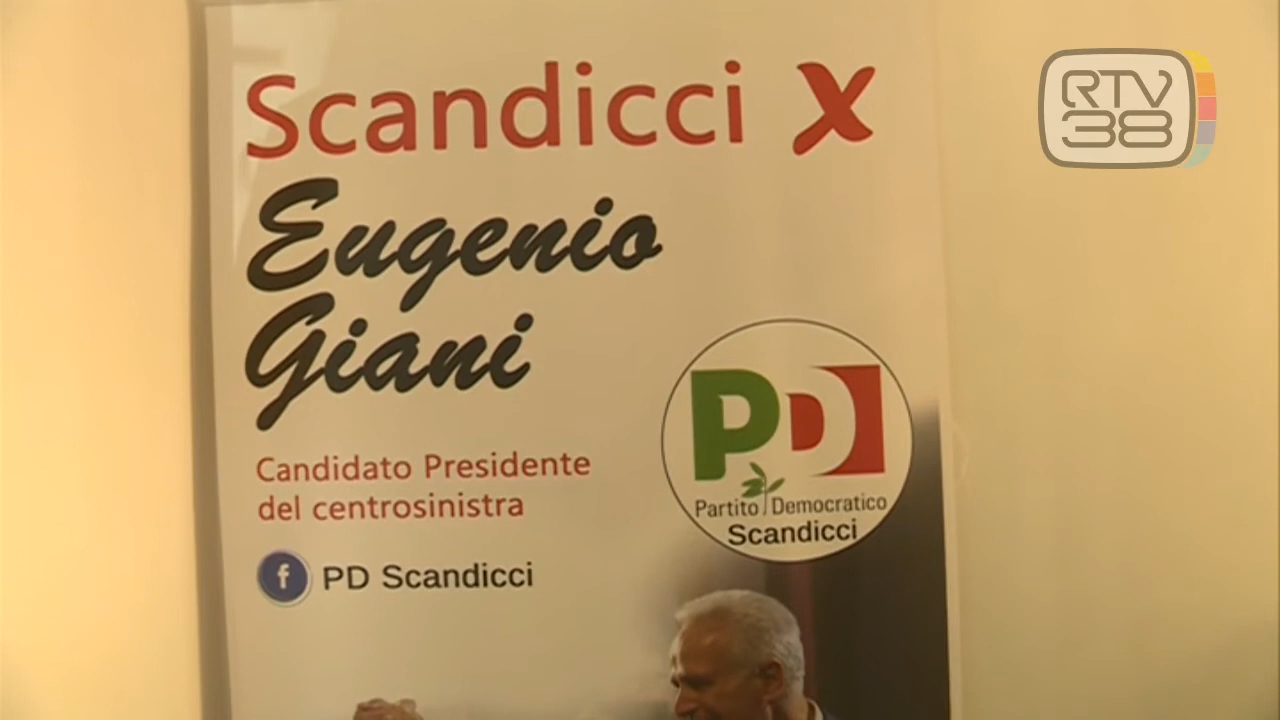 Scandicci X
Eugenio
Giani
Candidato Presidente
del centrosinistra
f PD Scandicci
PD
Partito Democratico
Scandicci
RTV
38